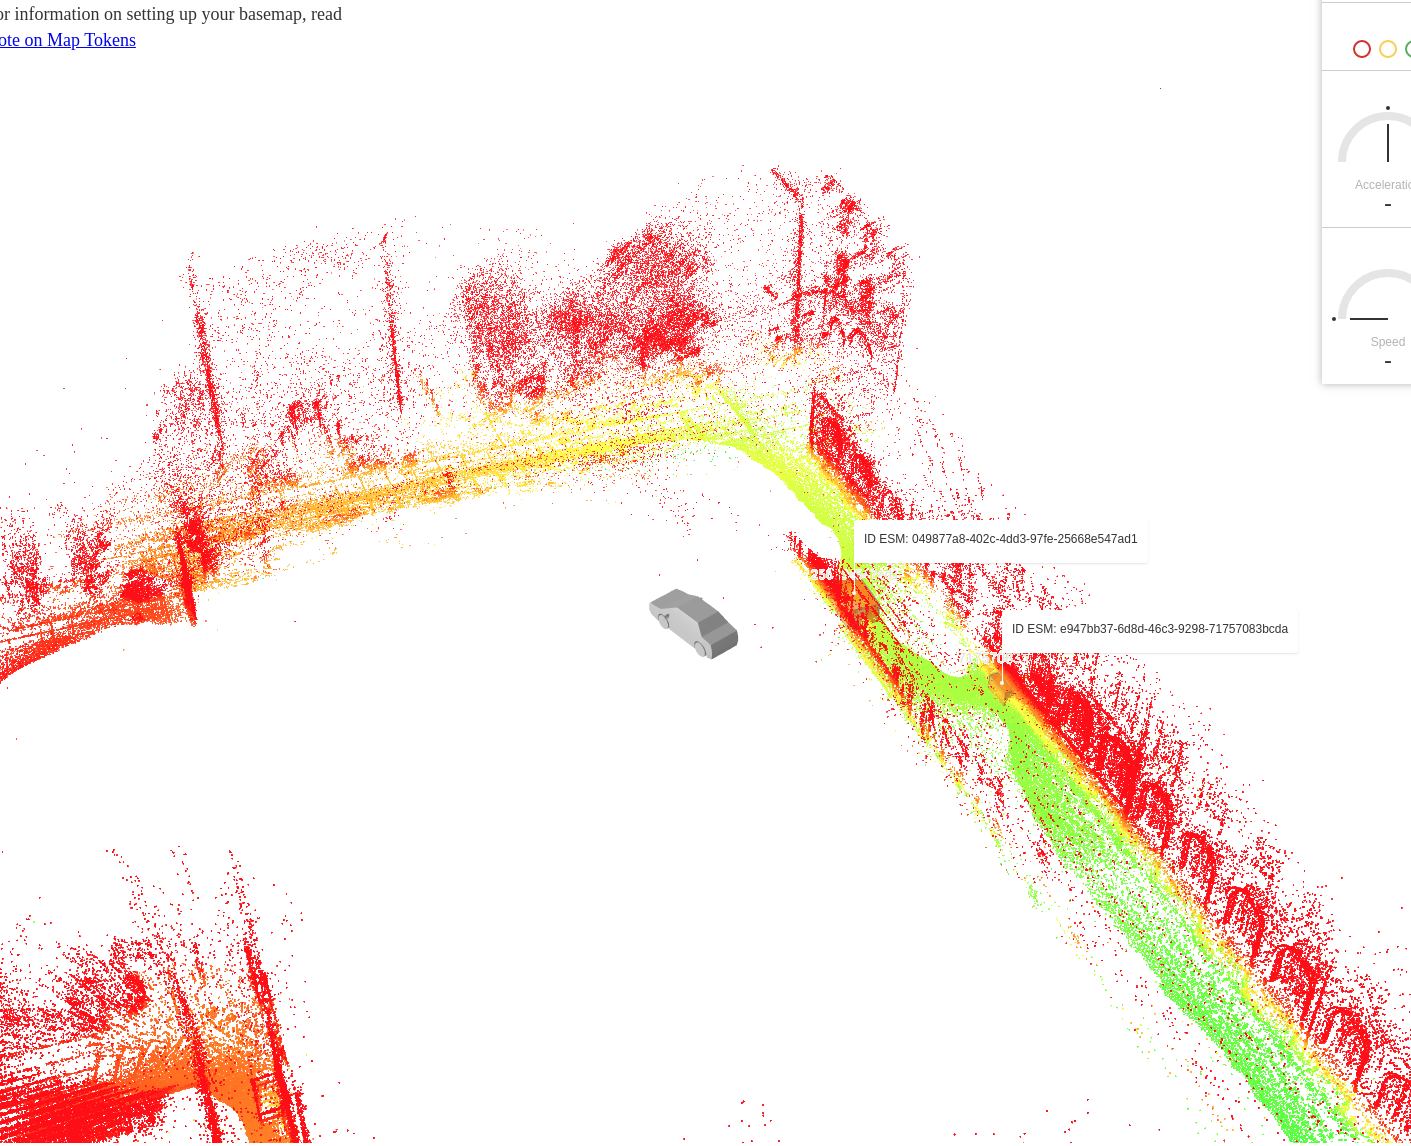 or information on setting up your basemap, read
ote on Map Tokens
Acceleratio
-
Speed
-
ID ESM: 049877a8-402c-4dd3-97fe-25668e547ad1
ID ESM: e947bb37-6d8d-46c3-9298-71757083bcda